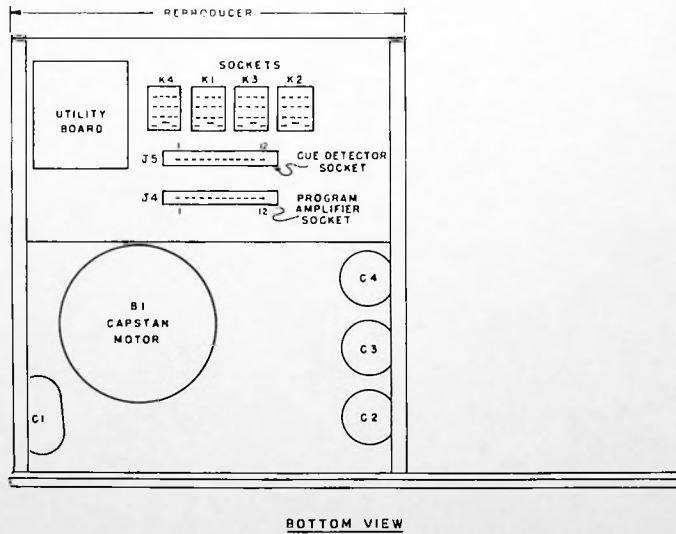 REPRODUCER
SOCKETS
K4 K1 K3 K2
UTILITY
BOARD
1 12
J5
CUE DETECTOR
SOCKET
J4
PROGRAM
AMPLIFIER
SOCKET
1 12
C4
B1
CAPSTAN
MOTOR
C3
C1
C2
BOTTOM VIEW